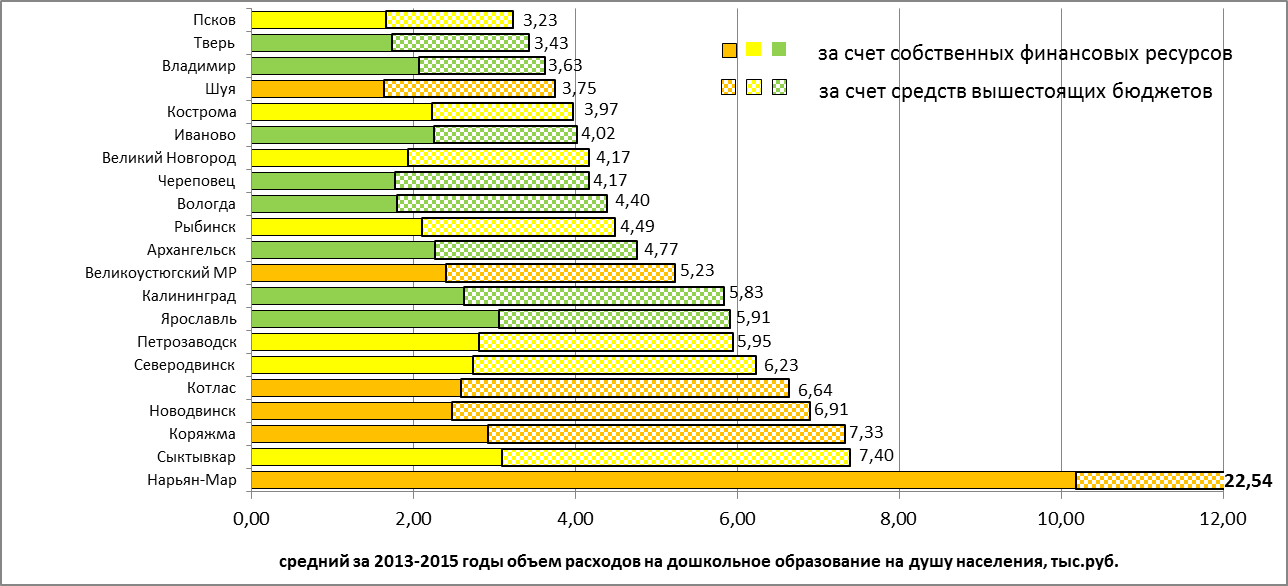 Псков 3,23
Тверь 3,43
за счет собственных финансовых ресурсов
Владимир 3,63
Шуя 3,75
за счет средств вышестоящих бюджетов
Кострома 3,97
Иваново 4,02
Великий Новгород 4,17
Череповец 4,17
Вологда 4,40
Рыбинск 4,49
Архангельск 4,77
Великоустюгский МР 5,23
Калининград 5,83
Ярославль 5,91
Петрозаводск 5,95
Северодвинск 6,23
Котлас 6,64
Новодвинск 6,91
Коряжма 7,33
Сыктывкар 7,40
Нарьян-Мар 22,54
0,00 2,00 4,00 6,00 8,00 10,00 12,00
средний за 2013-2015 годы объем расходов на дошкольное образование на душу населения, тыс.руб.